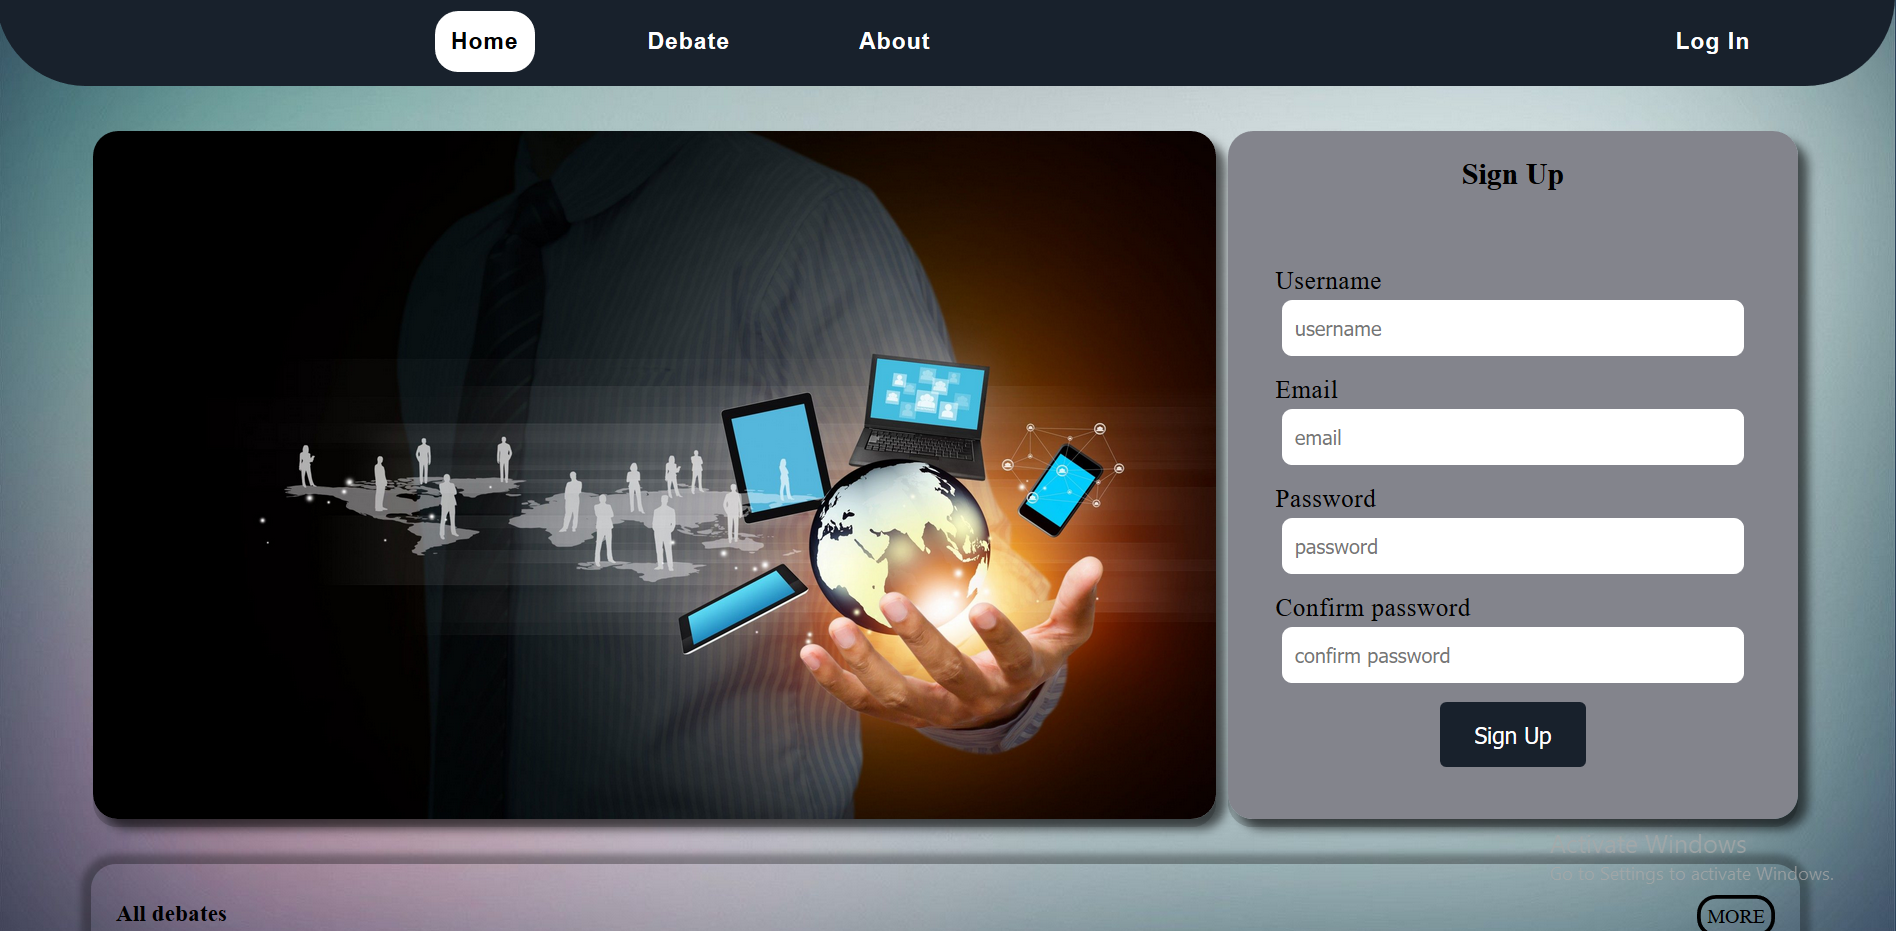 Home
Debate
About
Log In
Sign Up
Username
username
Email
email
Password
password
Confirm password
confirm password
Sign Up
Activate Windows
Go to Settings to activate Windows.
All debates
MORE